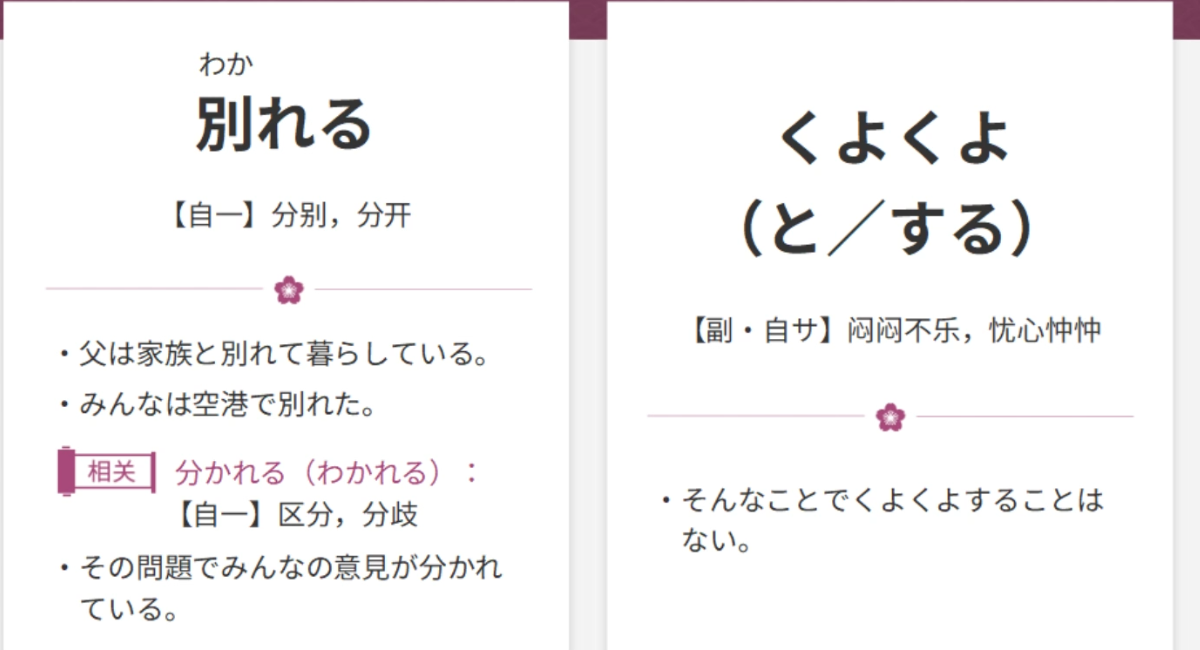 わか
別れる
【自一】分别，分开
・父は家族と別れて暮らしている。
・みんなは空港で別れた。
相关 分かれる（わかれる）：
【自一】区分，分歧
・その問題でみんなの意見が分かれ
ている。
くよくよ
（と／する）
【副・自サ】闷闷不乐，忧心忡忡
・そんなことでくよくよすることは
ない。